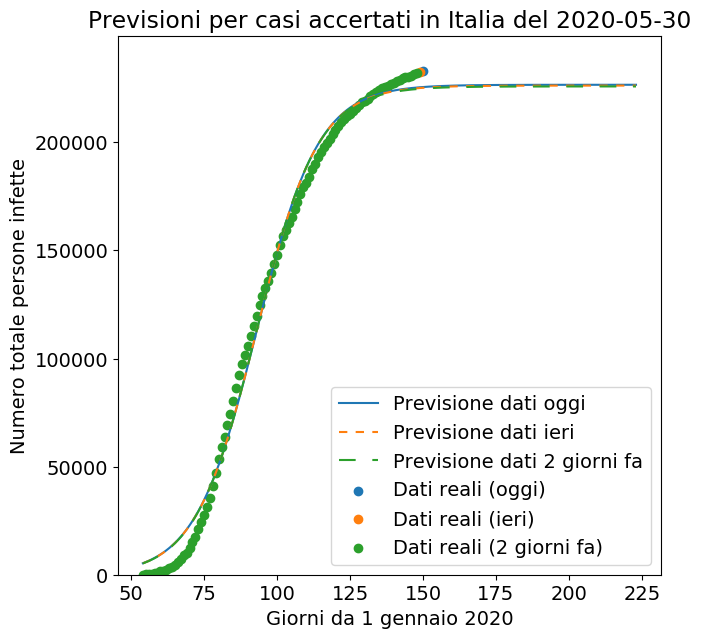 Previsioni per casi accertati in Italia del 2020-05-30
Numero totale persone infette
200000
150000
100000
50000
0
50
75
100
125
150
175
200
225
Giorni da 1 gennaio 2020
Previsione dati oggi
Previsione dati ieri
Previsione dati 2 giorni fa
Dati reali (oggi)
Dati reali (ieri)
Dati reali (2 giorni fa)